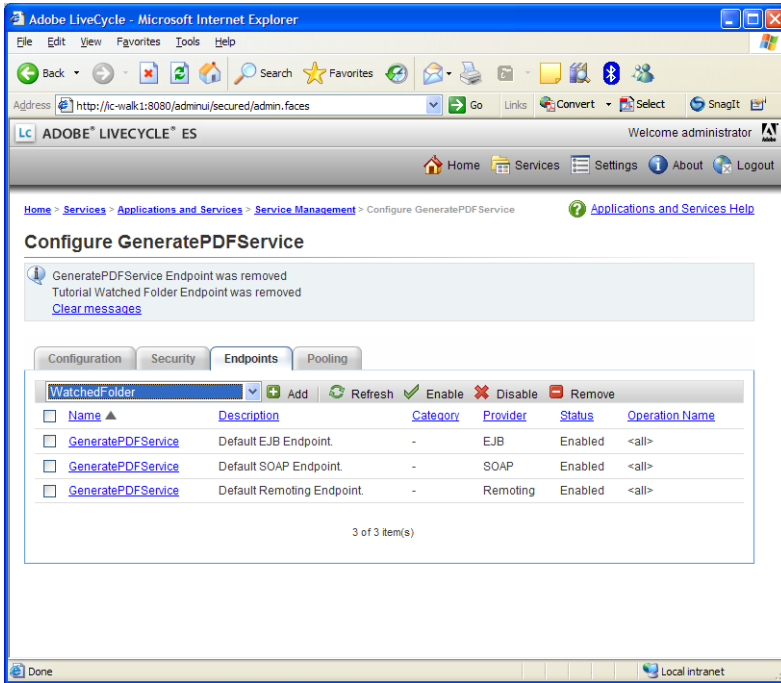 Adobe LiveCycle - Microsoft Internet Explorer
File Edit View Favorites Tools Help
Back Search Favorites
Address http://ic-walk1:8080/adminui/secured/admin.faces Go Links Convert Select SnagIt
LC ADOBE® LIVECYCLE® ES Welcome administrator
Home Services Settings About Logout
Home > Services > Applications and Services > Service Management > Configure GeneratePDFService Applications and Services Help
Configure GeneratePDFService
GeneratePDFService Endpoint was removed
Tutorial Watched Folder Endpoint was removed
Clear messages
Configuration Security Endpoints Pooling
WatchedFolder Add Refresh Enable Disable Remove
Name Description Category Provider Status Operation Name
GeneratePDFService Default EJB Endpoint. - EJB Enabled <all>
GeneratePDFService Default SOAP Endpoint. - SOAP Enabled <all>
GeneratePDFService Default Remoting Endpoint. - Remoting Enabled <all>
3 of 3 item(s)
Done Local intranet